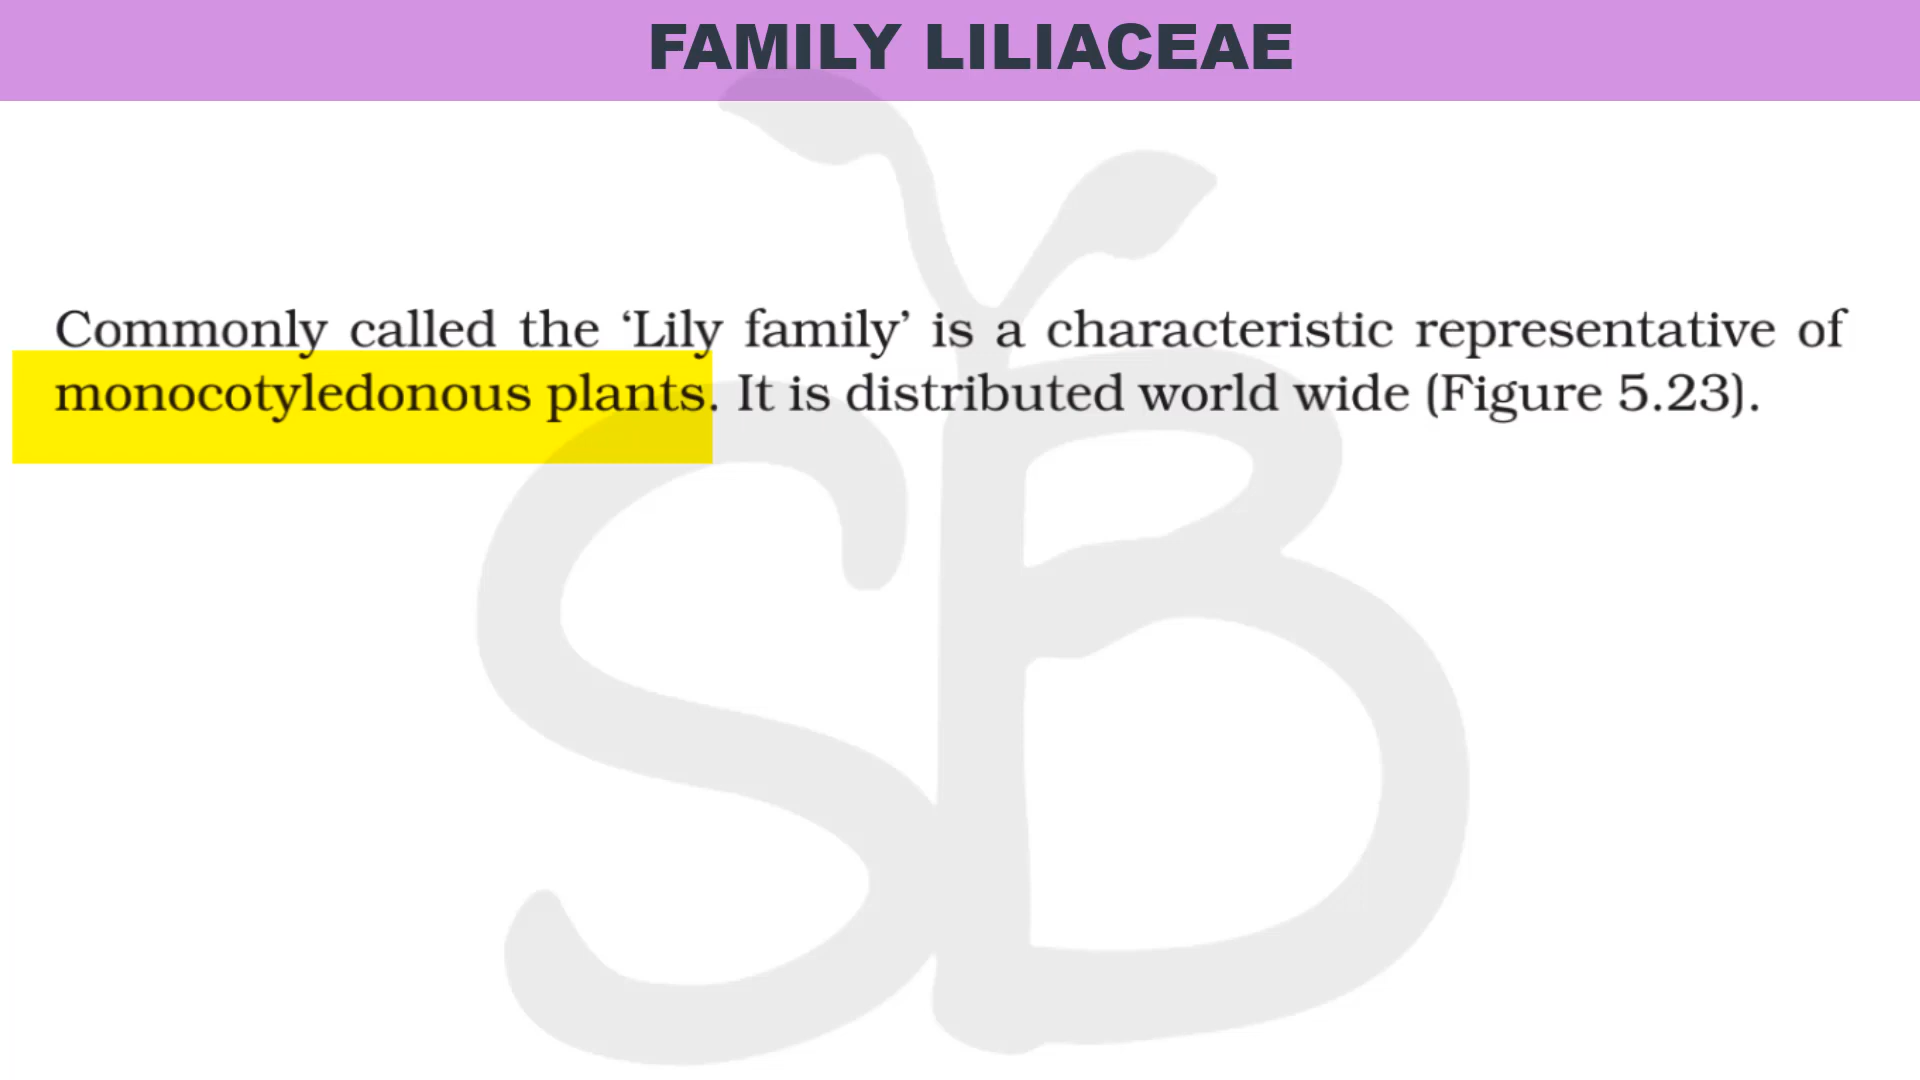 FAMILY LILIACEAE
Commonly called the ‘Lily family’ is a characteristic representative of
monocotyledonous plants. It is distributed world wide (Figure 5.23).
SB